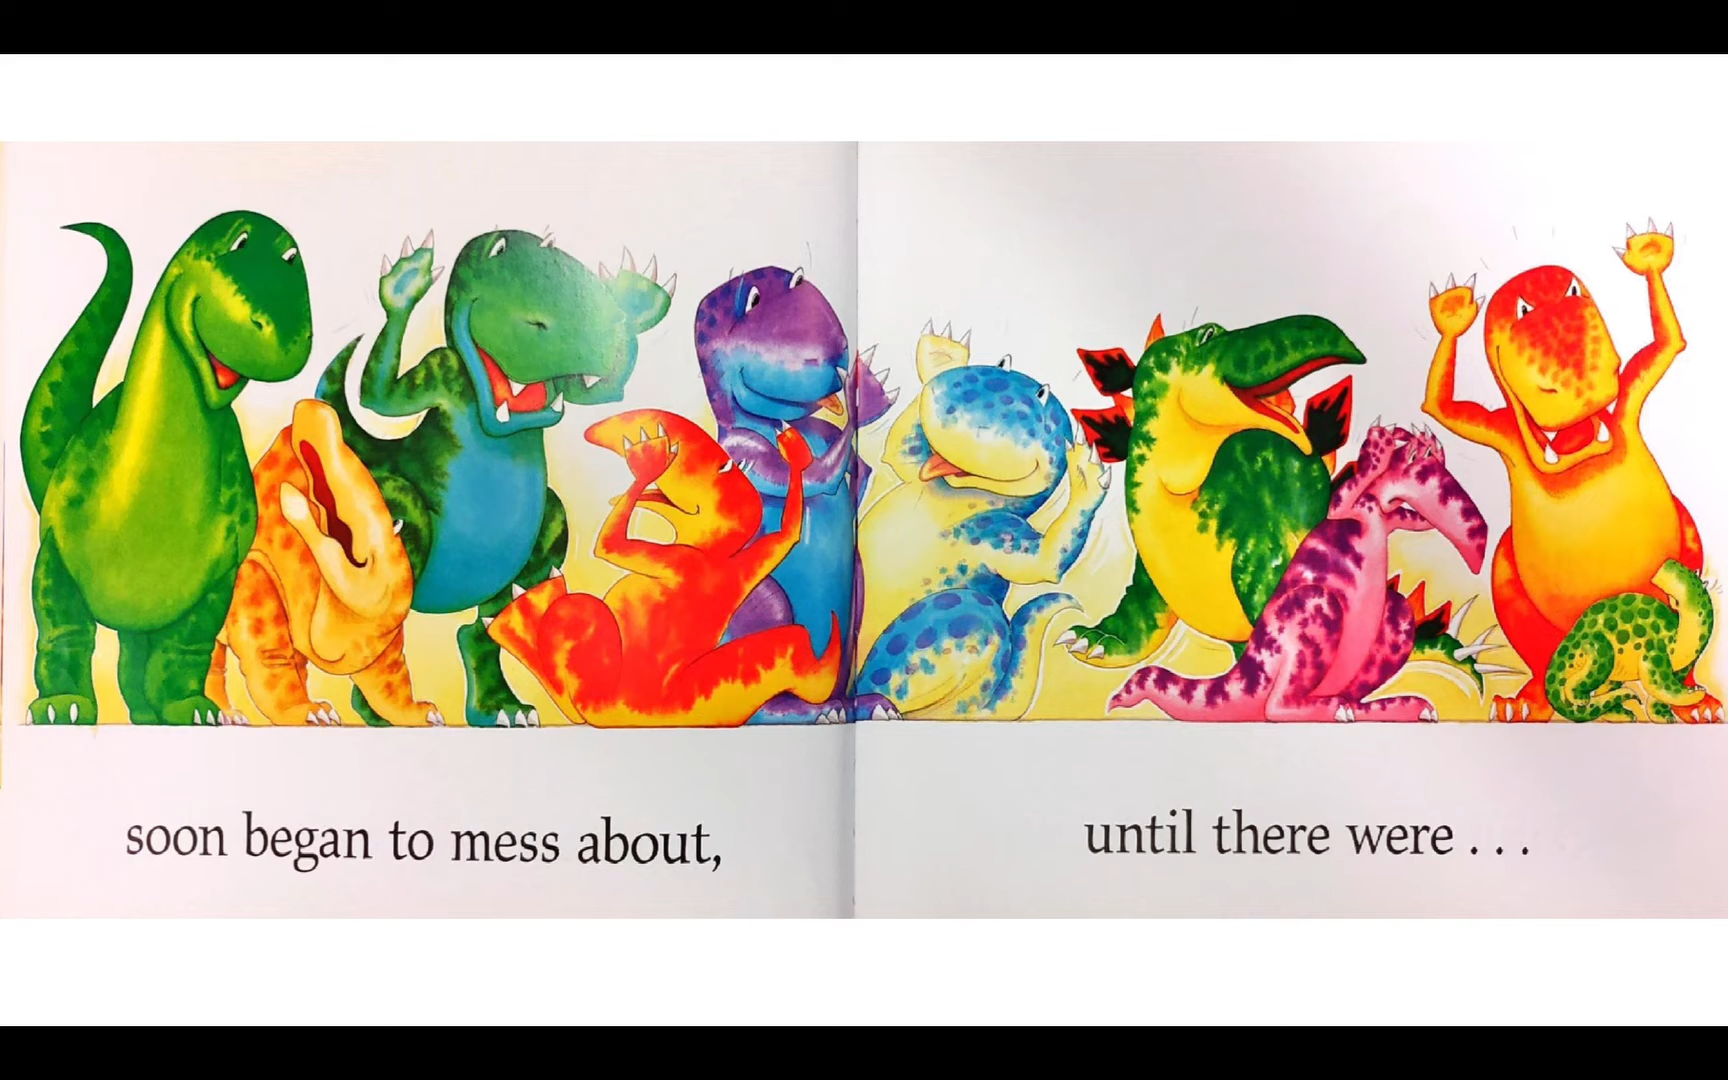 soon began to mess about,
until there were . . .